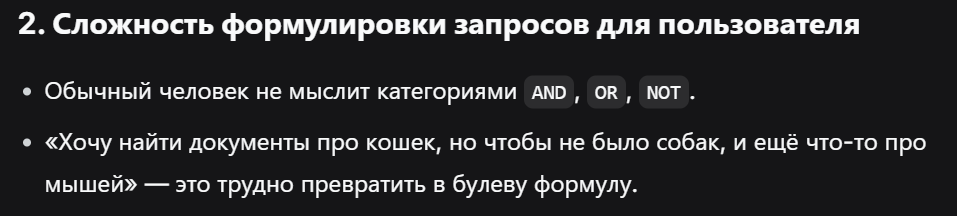 2. Сложность формулировки запросов для пользователя
• Обычный человек не мыслит категориями AND, OR, NOT.
• «Хочу найти документы про кошек, но чтобы не было собак, и ещё что-то про
мышей» — это трудно превратить в булеву формулу.